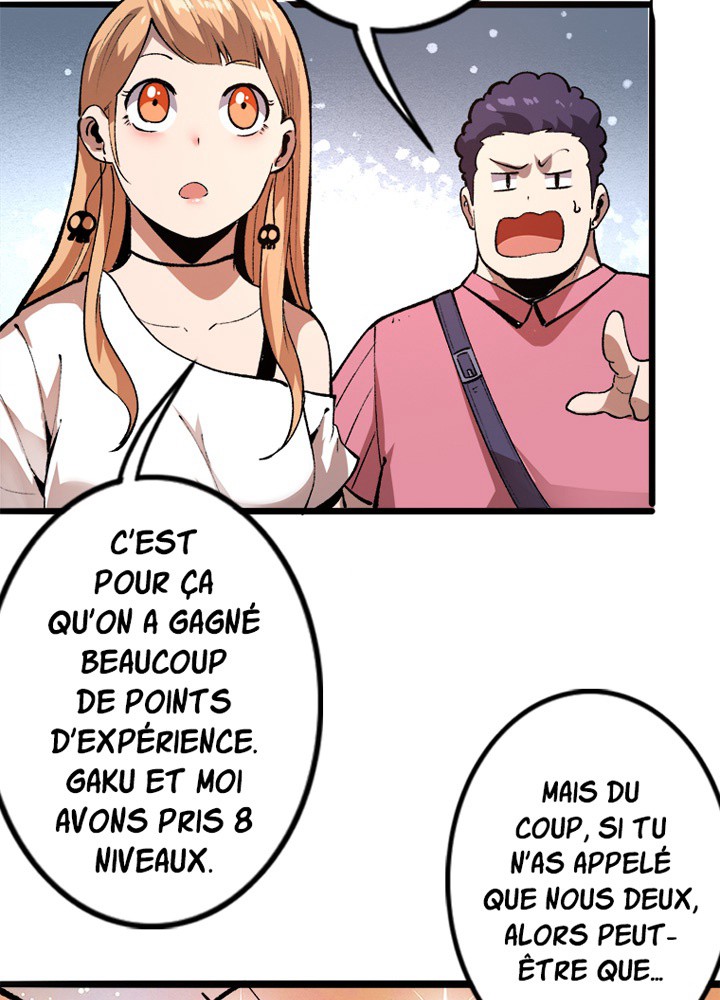 C'EST
POUR ÇA
QU'ON A GAGNÉ
BEAUCOUP
DE POINTS
D'EXPÉRIENCE.
GAKU ET MOI
AVONS PRIS 8
NIVEAUX.
MAIS DU
COUP, SI TU
N'AS APPELÉ
QUE NOUS DEUX,
ALORS PEUT-
ÊTRE QUE...